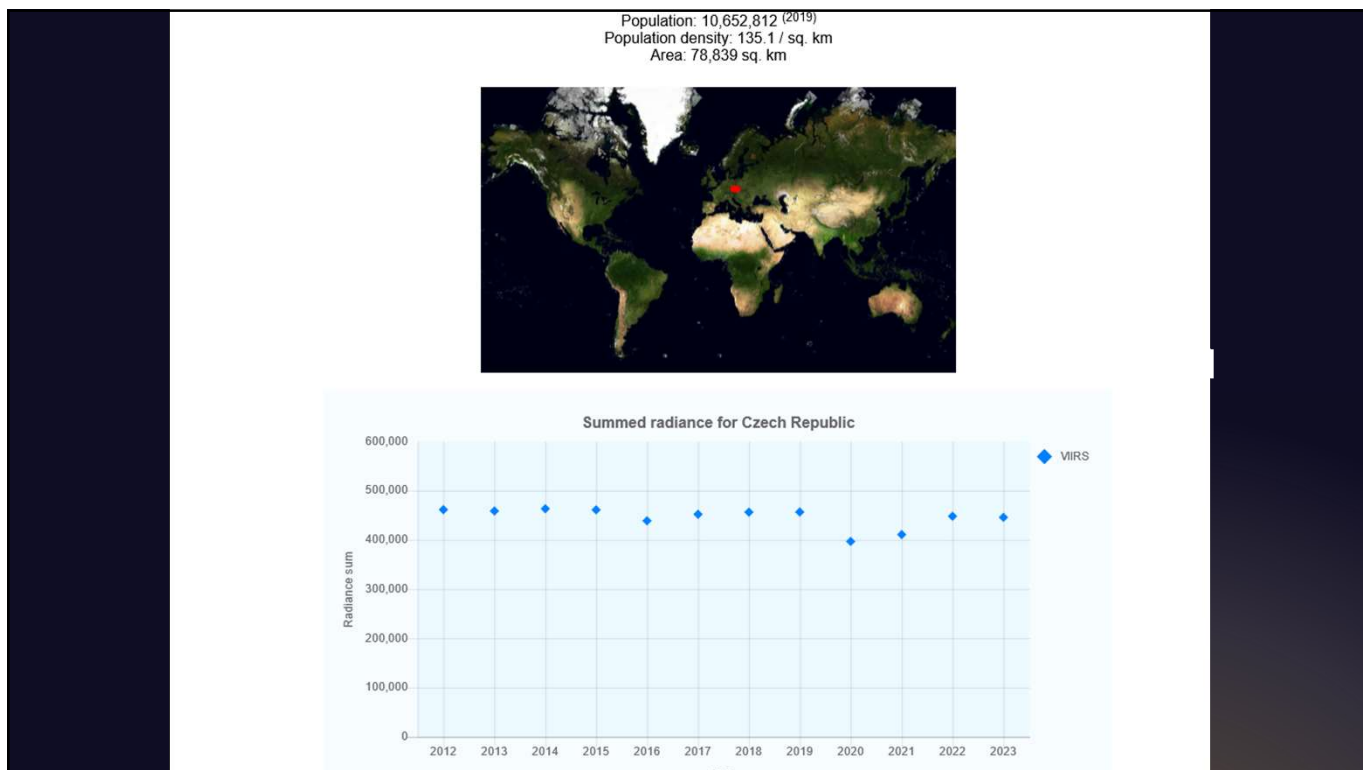 Population: 10,652,812 (2019)
Population density: 135.1 / sq. km
Area: 78,839 sq. km
Summed radiance for Czech Republic
600,000
500,000
400,000
300,000
200,000
100,000
0
Radiance sum
VIIRS
2012 2013 2014 2015 2016 2017 2018 2019 2020 2021 2022 2023